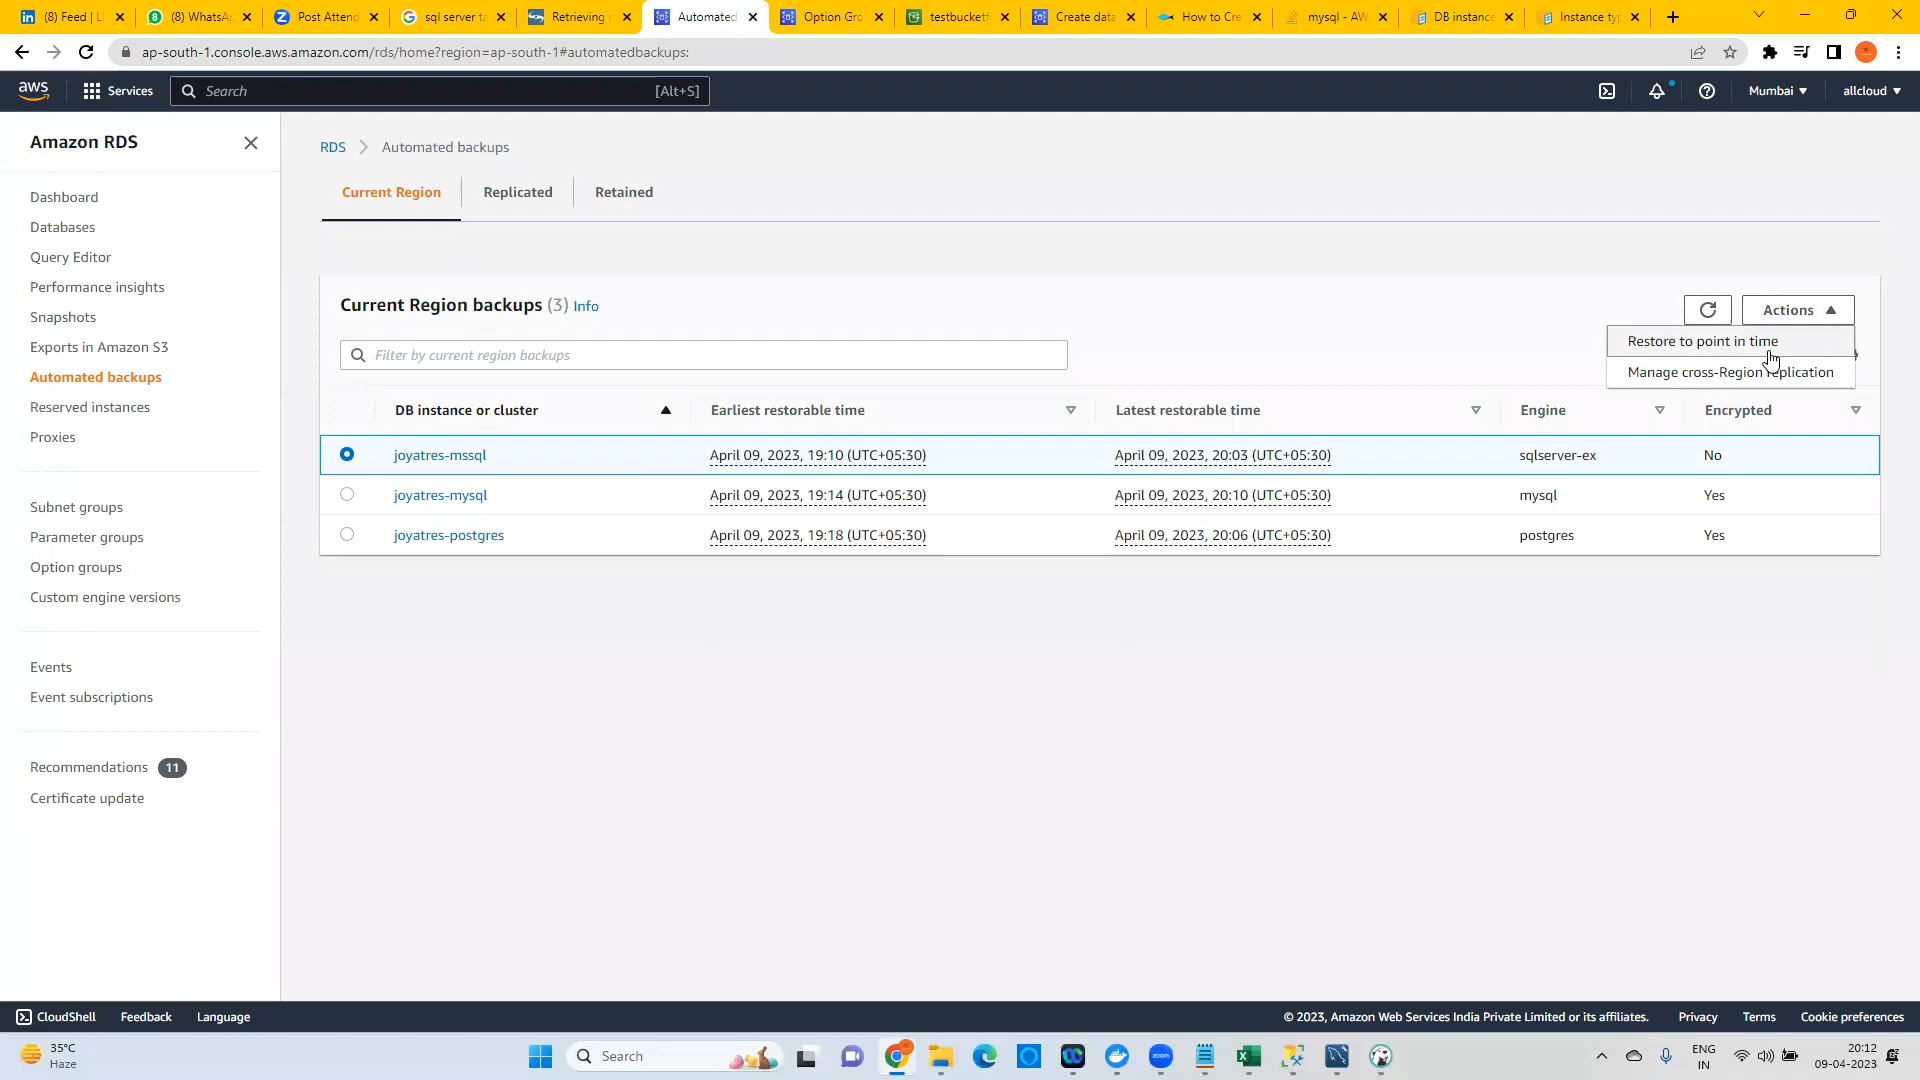 (8) Feed | L
(8) WhatsAp
Post Attend
sql server ta
Retrieving
Automated
Option Gro
testbucketf
Create data
How to Cre
mysql - AW
DB instance
Instance typ
ap-south-1.console.aws.amazon.com/rds/home?region=ap-south-1#automatedbackups:
aws
Services
Search
[Alt+S]
Mumbai
allcloud
Amazon RDS
Dashboard
Databases
Query Editor
Performance insights
Snapshots
Exports in Amazon S3
Automated backups
Reserved instances
Proxies
Subnet groups
Parameter groups
Option groups
Custom engine versions
Events
Event subscriptions
Recommendations 11
Certificate update
RDS
Automated backups
Current Region
Replicated
Retained
Current Region backups (3) Info
Actions
Filter by current region backups
Restore to point in time
Manage cross-Region replication
DB instance or cluster
Earliest restorable time
Latest restorable time
Engine
Encrypted
joyatres-mssql
April 09, 2023, 19:10 (UTC+05:30)
April 09, 2023, 20:03 (UTC+05:30)
sqlserver-ex
No
joyatres-mysql
April 09, 2023, 19:14 (UTC+05:30)
April 09, 2023, 20:10 (UTC+05:30)
mysql
Yes
joyatres-postgres
April 09, 2023, 19:18 (UTC+05:30)
April 09, 2023, 20:06 (UTC+05:30)
postgres
Yes
CloudShell
Feedback
Language
© 2023, Amazon Web Services India Private Limited or its affiliates.
Privacy
Terms
Cookie preferences
35°C
Haze
Search
zoom
ENG
IN
20:12
09-04-2023